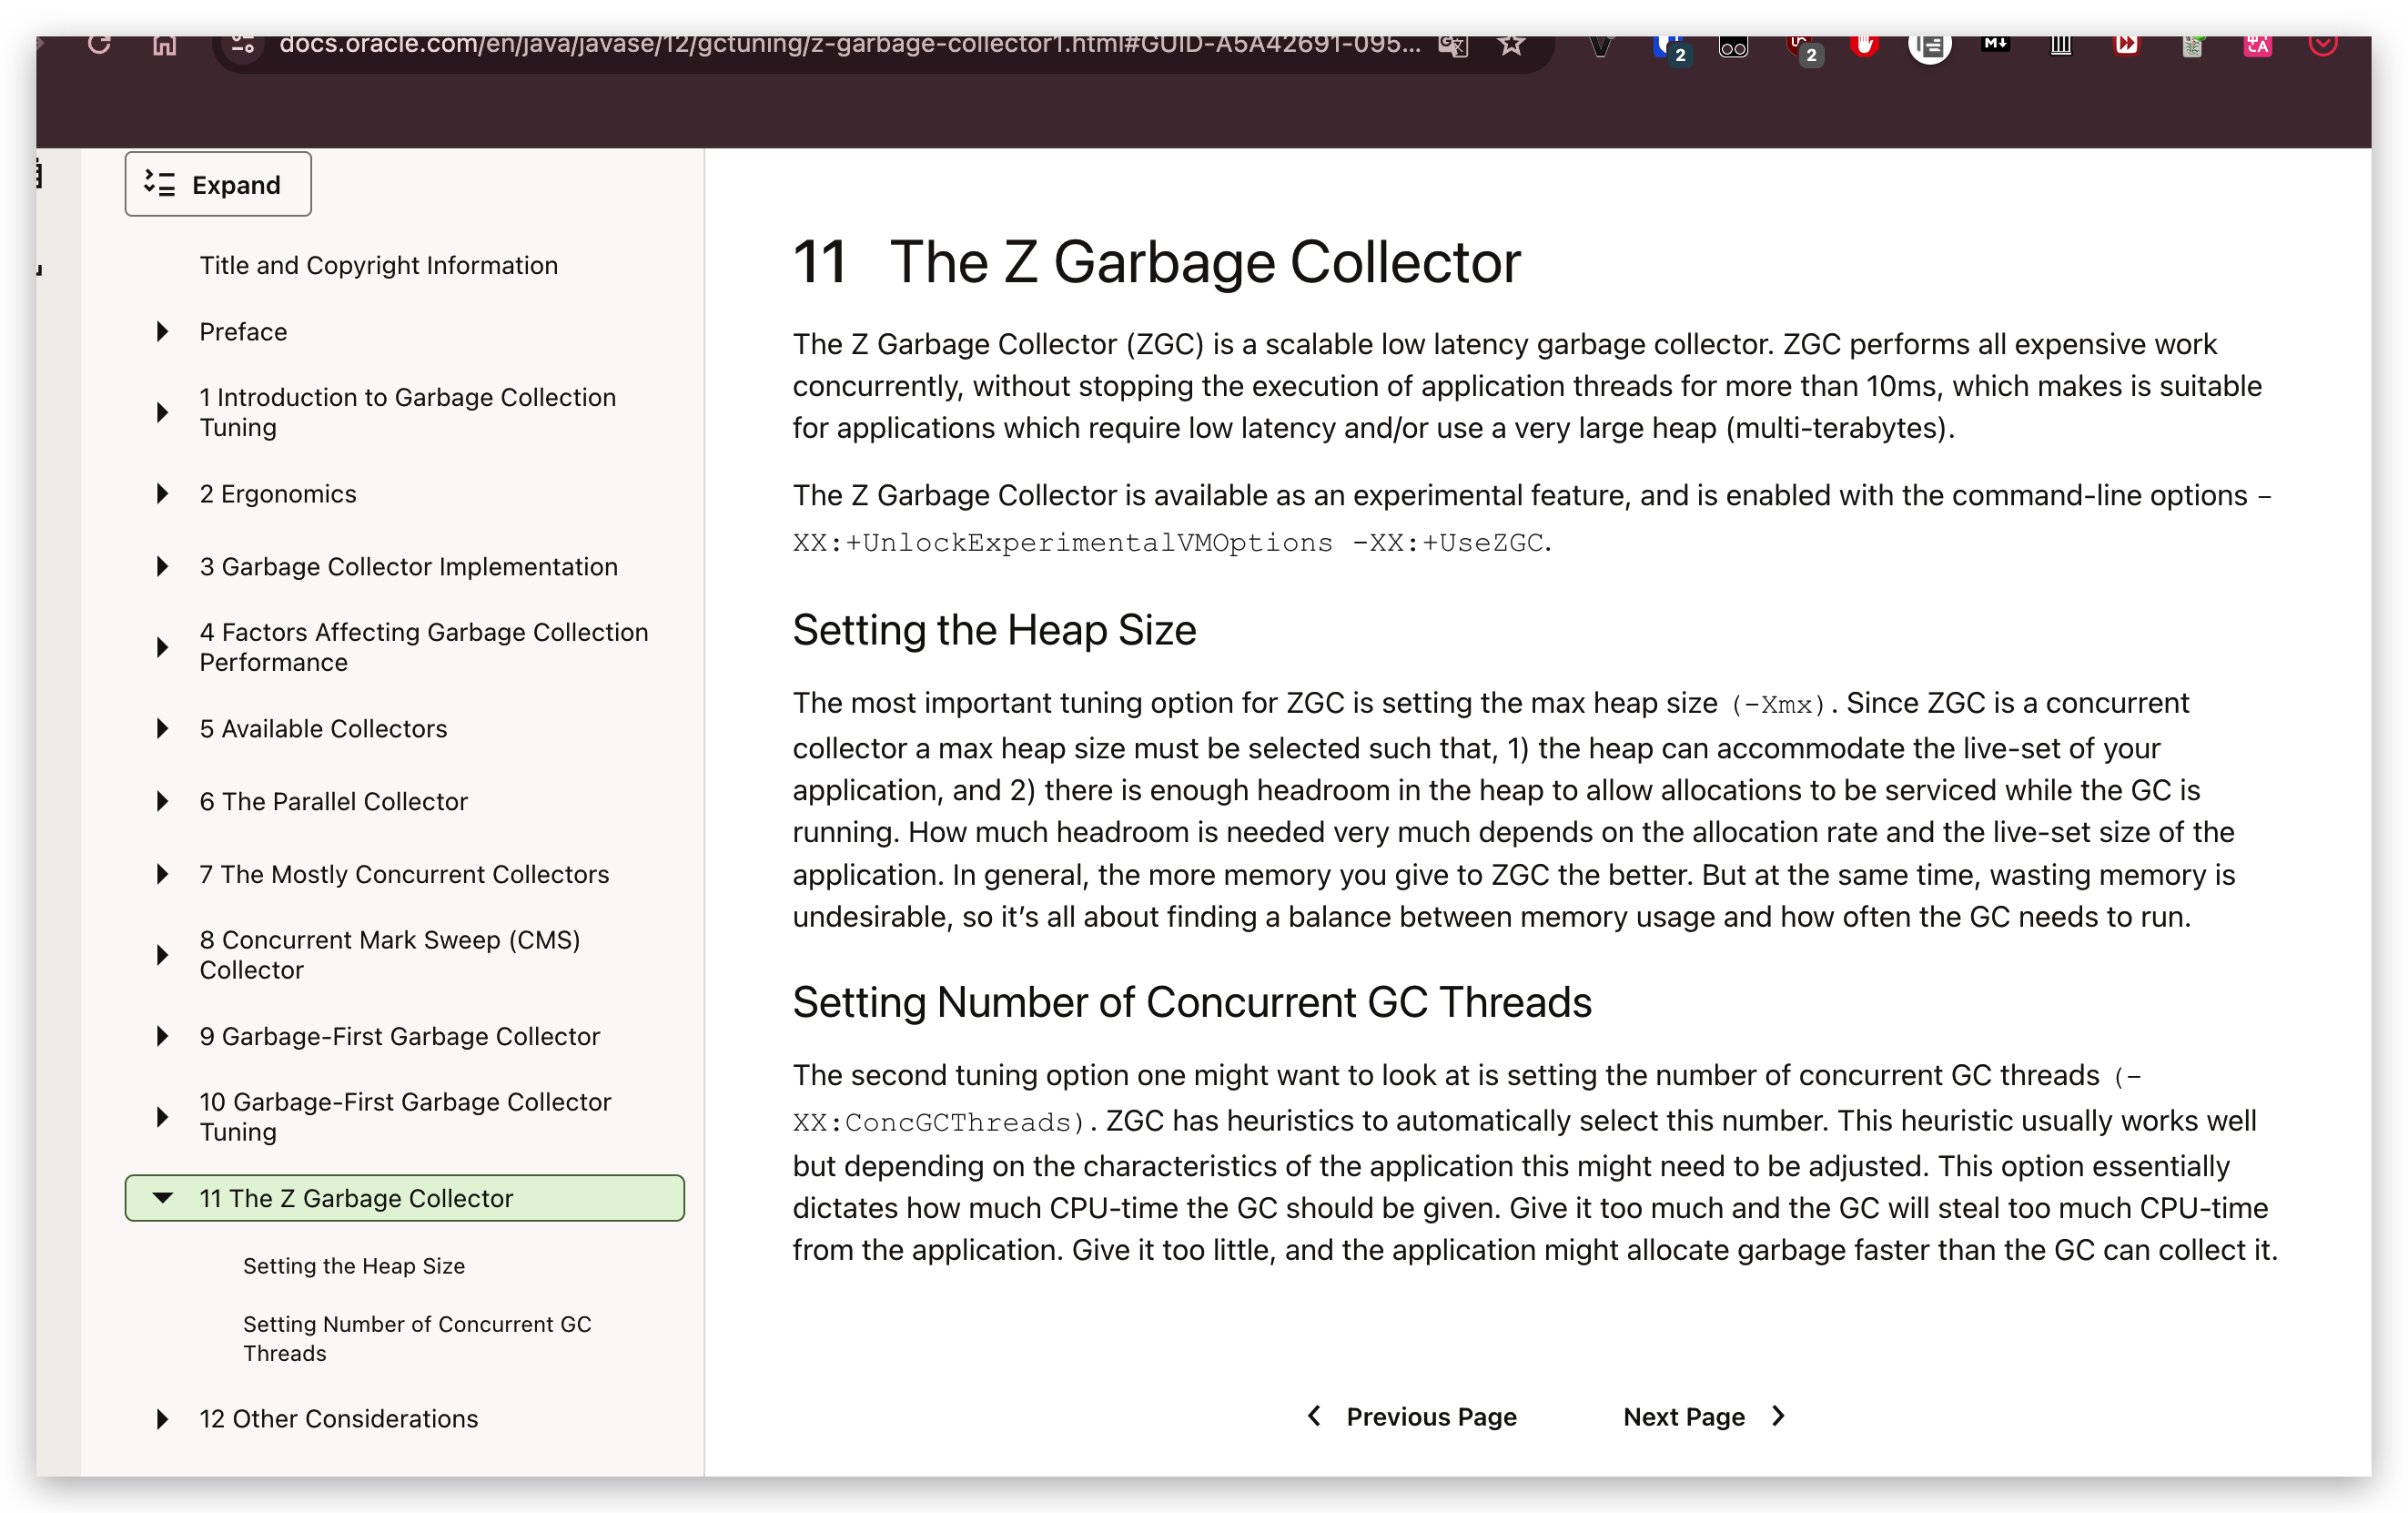 docs.oracle.com/en/java/javase/12/gctuning/z-garbage-collector1.html#GUID-A5A42691-095...
2
2
M↓
Expand
Title and Copyright Information
Preface
1 Introduction to Garbage Collection
Tuning
2 Ergonomics
3 Garbage Collector Implementation
4 Factors Affecting Garbage Collection
Performance
5 Available Collectors
6 The Parallel Collector
7 The Mostly Concurrent Collectors
8 Concurrent Mark Sweep (CMS)
Collector
9 Garbage-First Garbage Collector
10 Garbage-First Garbage Collector
Tuning
11 The Z Garbage Collector
Setting the Heap Size
Setting Number of Concurrent GC
Threads
12 Other Considerations
11 The Z Garbage Collector
The Z Garbage Collector (ZGC) is a scalable low latency garbage collector. ZGC performs all expensive work
concurrently, without stopping the execution of application threads for more than 10ms, which makes is suitable
for applications which require low latency and/or use a very large heap (multi-terabytes).
The Z Garbage Collector is available as an experimental feature, and is enabled with the command-line options -
XX:+UnlockExperimentalVMOptions -XX:+UseZGC.
Setting the Heap Size
The most important tuning option for ZGC is setting the max heap size (-Xmx). Since ZGC is a concurrent
collector a max heap size must be selected such that, 1) the heap can accommodate the live-set of your
application, and 2) there is enough headroom in the heap to allow allocations to be serviced while the GC is
running. How much headroom is needed very much depends on the allocation rate and the live-set size of the
application. In general, the more memory you give to ZGC the better. But at the same time, wasting memory is
undesirable, so it’s all about finding a balance between memory usage and how often the GC needs to run.
Setting Number of Concurrent GC Threads
The second tuning option one might want to look at is setting the number of concurrent GC threads (-
XX:ConcGCThreads). ZGC has heuristics to automatically select this number. This heuristic usually works well
but depending on the characteristics of the application this might need to be adjusted. This option essentially
dictates how much CPU-time the GC should be given. Give it too much and the GC will steal too much CPU-time
from the application. Give it too little, and the application might allocate garbage faster than the GC can collect it.
Previous Page
Next Page